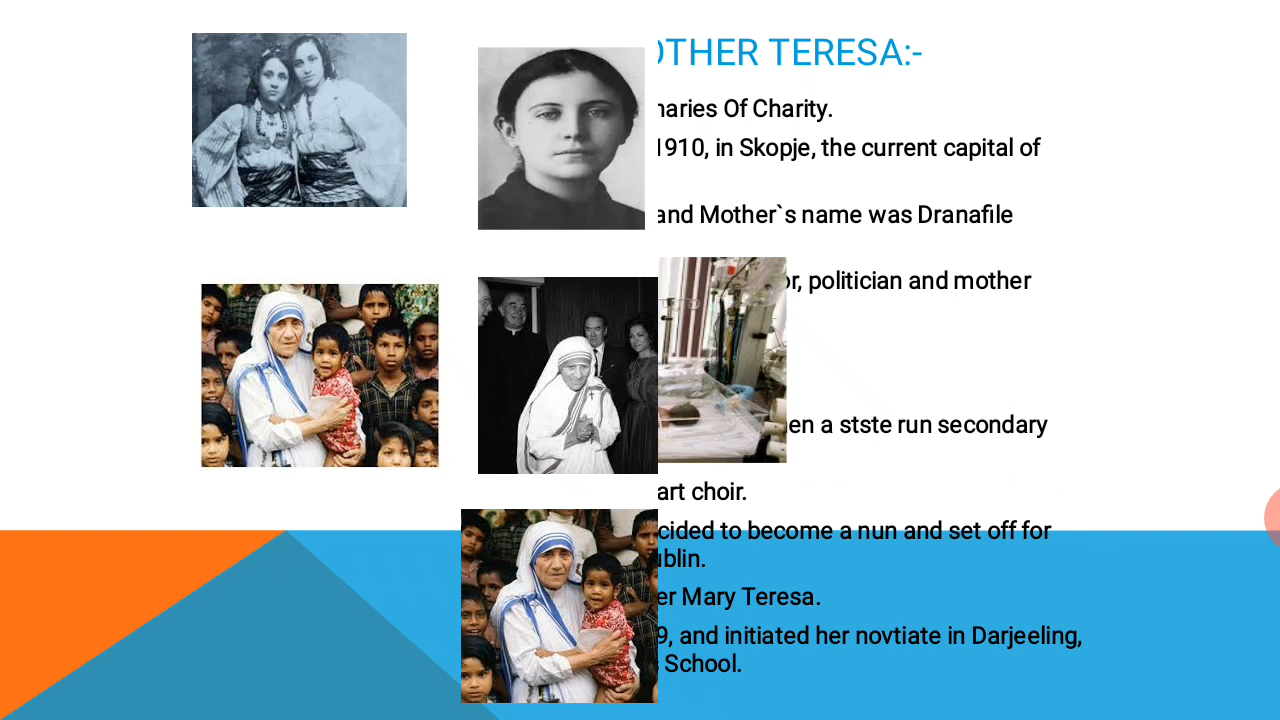 OTHER TERESA:-
naries Of Charity.
1910, in Skopje, the current capital of
and Mother`s name was Dranafile
or, politician and mother
en a stste run secondary
art choir.
cided to become a nun and set off for
ublin.
er Mary Teresa.
9, and initiated her novtiate in Darjeeling,
School.